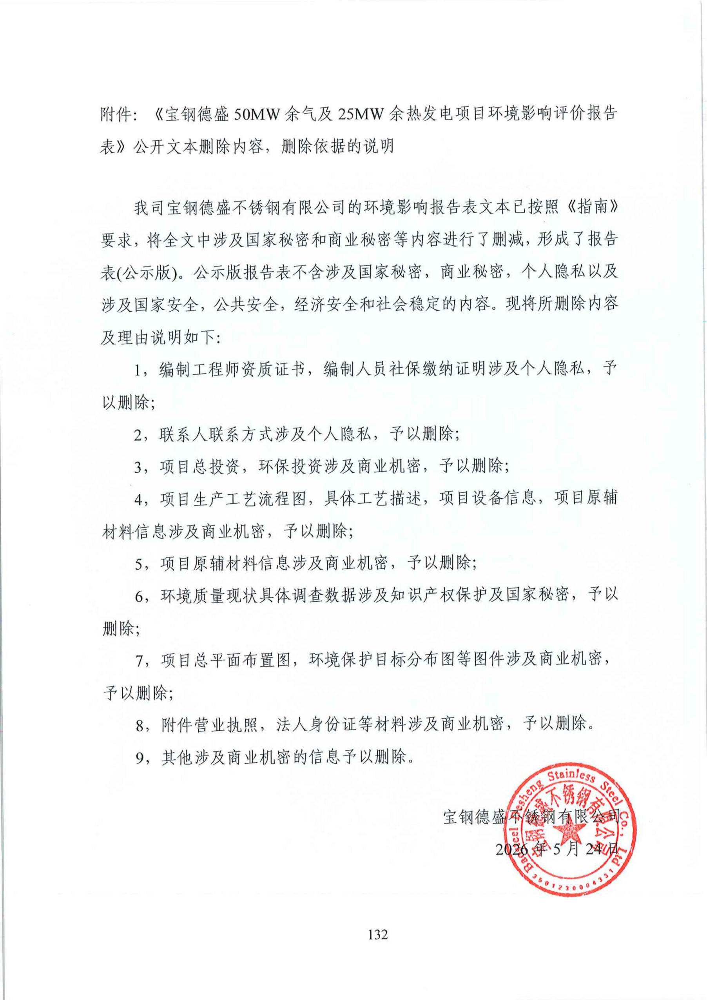 附件：《宝钢德盛 50MW 余气及 25MW 余热发电项目环境影响评价报告
表》公开文本删除内容，删除依据的说明
我司宝钢德盛不锈钢有限公司的环境影响报告表文本已按照《指南》
要求，将全文中涉及国家秘密和商业秘密等内容进行了删减，形成了报告
表(公示版)。公示版报告表不含涉及国家秘密，商业秘密，个人隐私以及
涉及国家安全，公共安全，经济安全和社会稳定的内容。现将所删除内容
及理由说明如下：
1，编制工程师资质证书，编制人员社保缴纳证明涉及个人隐私，予
以删除；
2，联系人联系方式涉及个人隐私，予以删除；
3，项目总投资，环保投资涉及商业机密，予以删除；
4，项目生产工艺流程图，具体工艺描述，项目设备信息，项目原辅
材料信息涉及商业机密，予以删除；
5，项目原辅材料信息涉及商业机密，予以删除；
6，环境质量现状具体调查数据涉及知识产权保护及国家秘密，予以
删除；
7，项目总平面布置图，环境保护目标分布图等图件涉及商业机密，
予以删除；
8，附件营业执照，法人身份证等材料涉及商业机密，予以删除。
9，其他涉及商业机密的信息予以删除。
宝钢德盛不锈钢有限公司
2026 年 5 月 24 日
Baosteel Desheng Stainless Steel Co., Ltd
宝钢德盛不锈钢有限公司
3501230004331
132